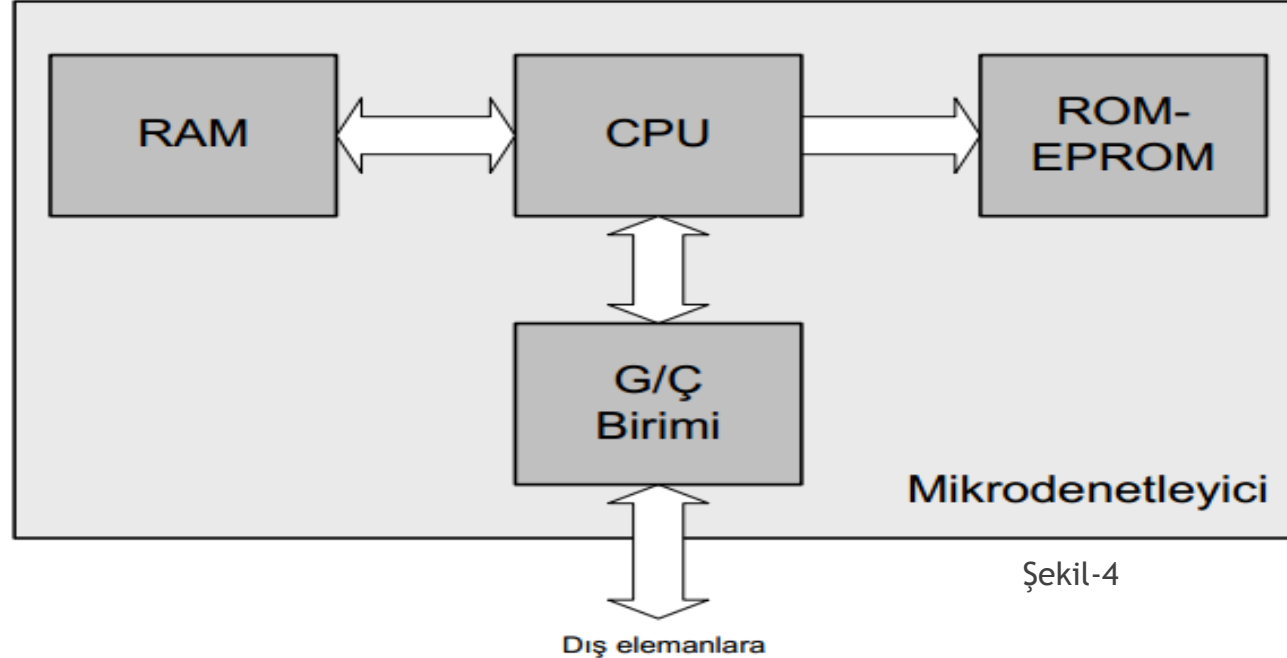 RAM
CPU
ROM-
EPROM
G/Ç
Birimi
Mikrodenetleyici
Şekil-4
Dış elemanlara